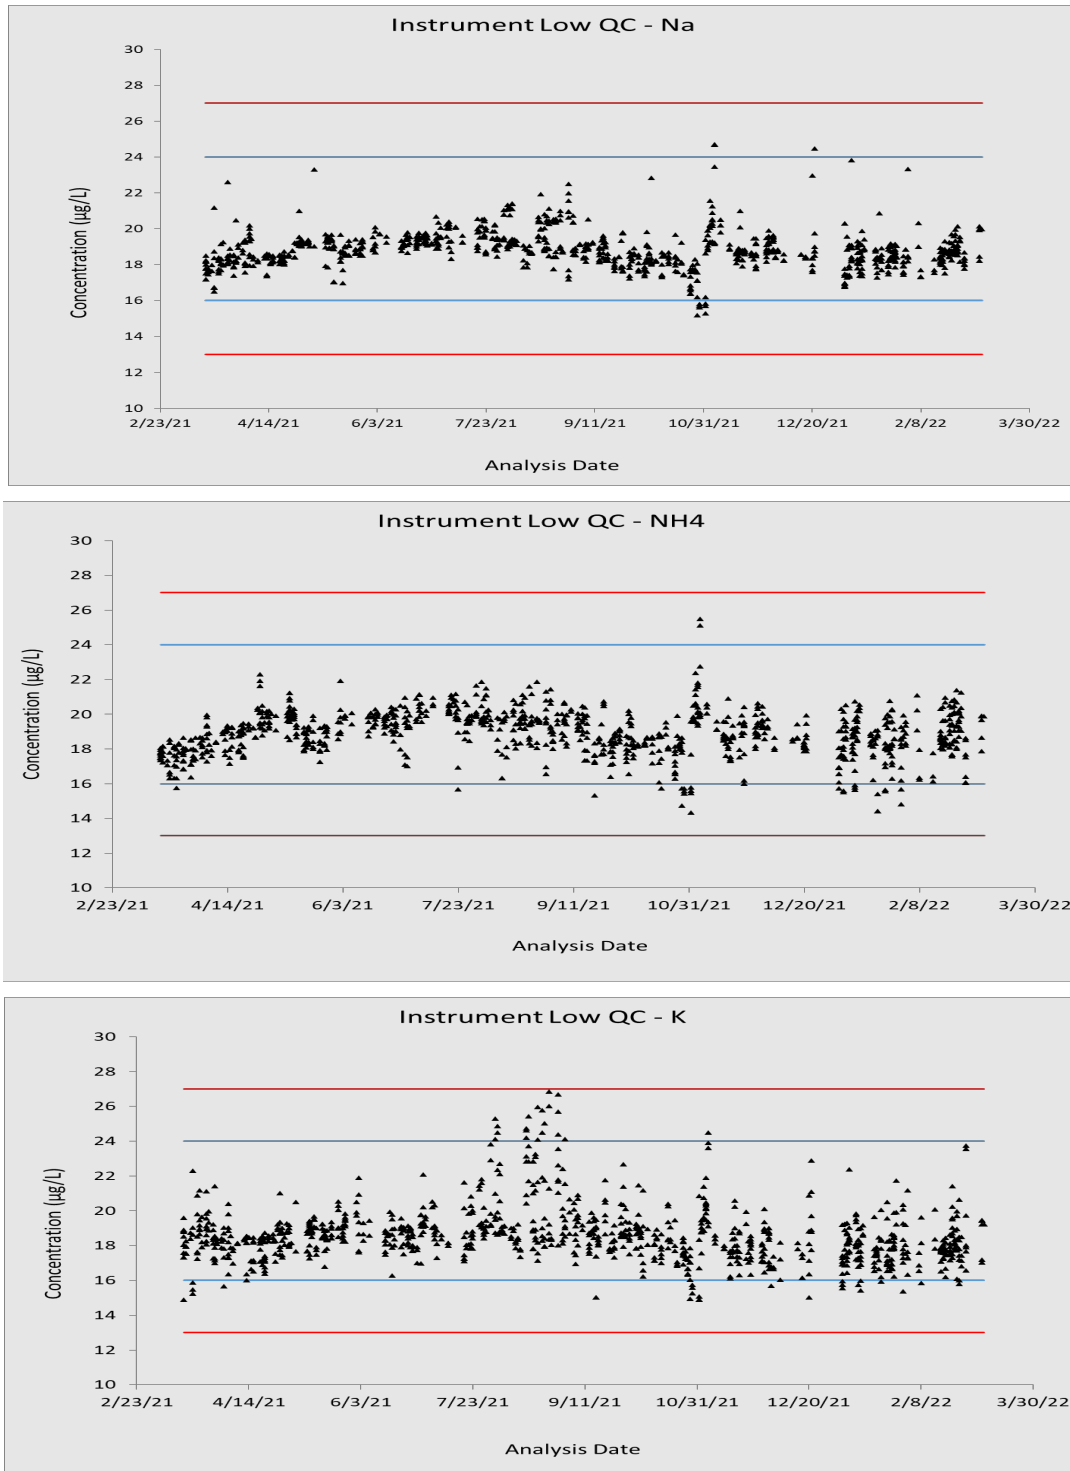 Instrument Low QC - Na
30
28
26
24
22
20
18
16
14
12
10
Concentration (µg/L)
2/23/21 4/14/21 6/3/21 7/23/21 9/11/21 10/31/21 12/20/21 2/8/22 3/30/22
Analysis Date
Instrument Low QC - NH4
30
28
26
24
22
20
18
16
14
12
10
Concentration (µg/L)
2/23/21 4/14/21 6/3/21 7/23/21 9/11/21 10/31/21 12/20/21 2/8/22 3/30/22
Analysis Date
Instrument Low QC - K
30
28
26
24
22
20
18
16
14
12
10
Concentration (µg/L)
2/23/21 4/14/21 6/3/21 7/23/21 9/11/21 10/31/21 12/20/21 2/8/22 3/30/22
Analysis Date